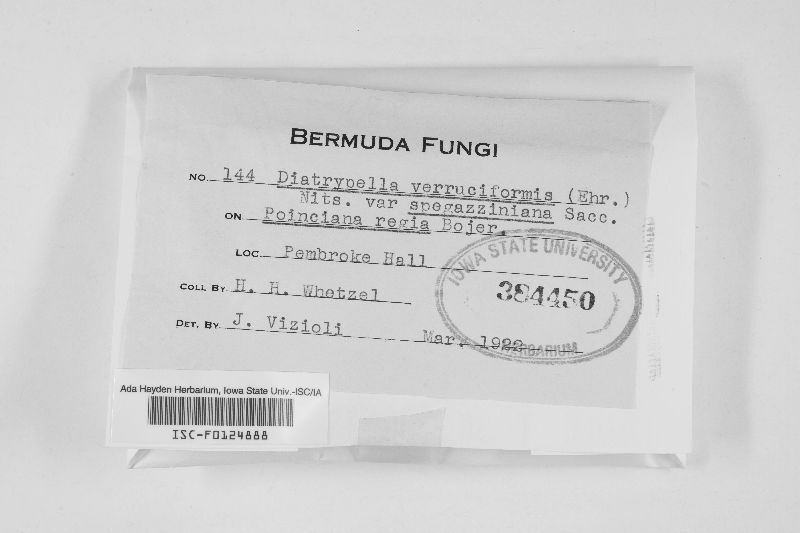 BERMUDA FUNGI
NO. 144 Diatrypella verruciformis (Ehr.)
Nits. var spegazziniana Sacc.
ON Poinciana regia Bojer.
LOC. Pembroke Hall
COLL BY H. H. Whetzel
DET. BY J. Vizioli Mar. 1922
IOWA STATE UNIVERSITY
384450
HERBARIUM
Ada Hayden Herbarium, Iowa State Univ.-ISC/IA
ISC-F0124888